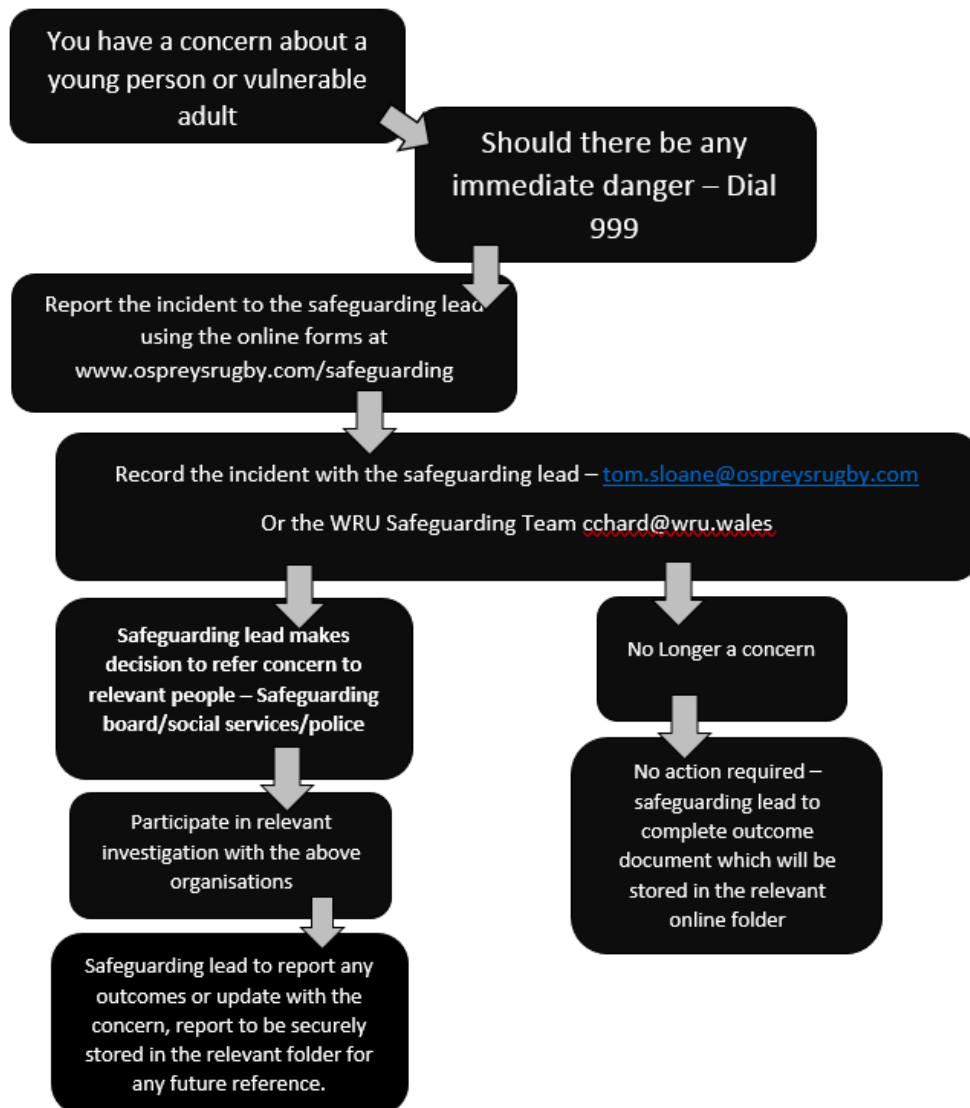 You have a concern about a
young person or vulnerable
adult
Should there be any
immediate danger – Dial
999
Report the incident to the safeguarding lead
using the online forms at
www.ospreysrugby.com/safeguarding
Record the incident with the safeguarding lead – tom.sloane@ospreysrugby.com
Or the WRU Safeguarding Team cchard@wru.wales
Safeguarding lead makes
decision to refer concern to
relevant people – Safeguarding
board/social services/police
Participate in relevant
investigation with the above
organisations
Safeguarding lead to report any
outcomes or update with the
concern, report to be securely
stored in the relevant folder for
any future reference.
No Longer a concern
No action required –
safeguarding lead to
complete outcome
document which will be
stored in the relevant
online folder